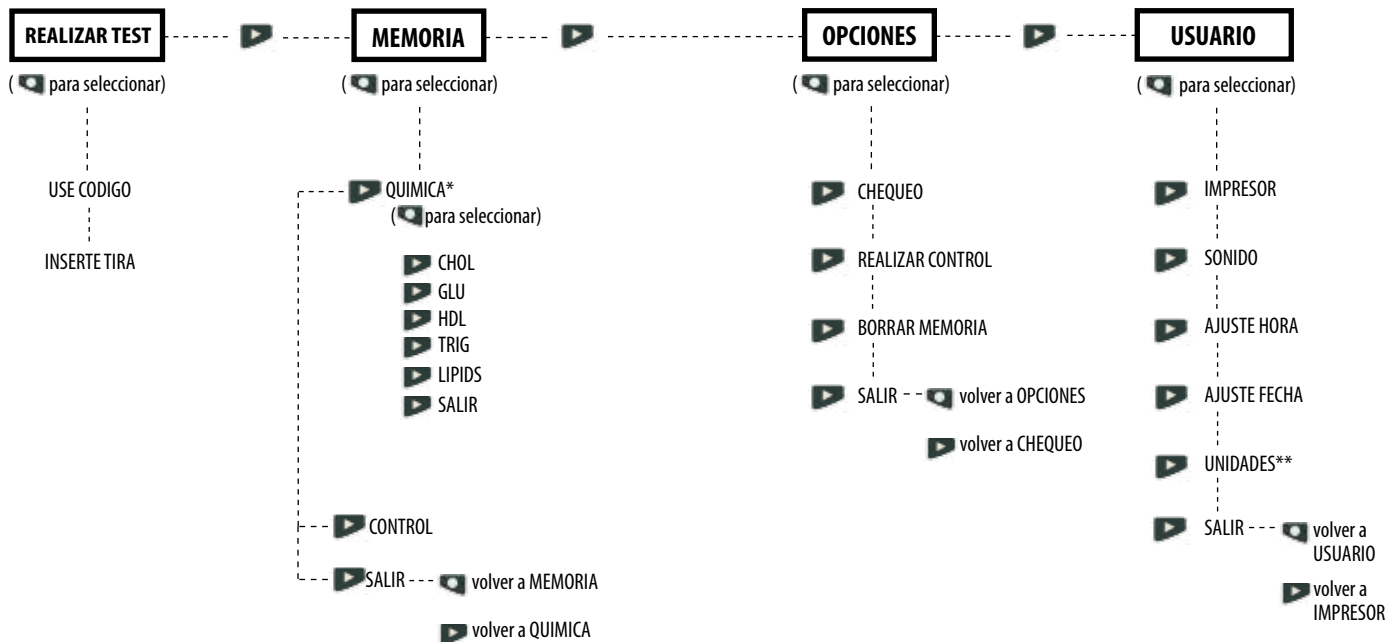 REALIZAR TEST
MEMORIA
OPCIONES
USUARIO
( para seleccionar)
( para seleccionar)
( para seleccionar)
( para seleccionar)
USE CODIGO
INSERTE TIRA
QUIMICA*
( para seleccionar)
CHOL
GLU
HDL
TRIG
LIPIDS
SALIR
CONTROL
SALIR
volver a MEMORIA
volver a QUIMICA
CHEQUEO
REALIZAR CONTROL
BORRAR MEMORIA
SALIR
volver a OPCIONES
volver a CHEQUEO
IMPRESOR
SONIDO
AJUSTE HORA
AJUSTE FECHA
UNIDADES**
SALIR
volver a
USUARIO
volver a
IMPRESOR